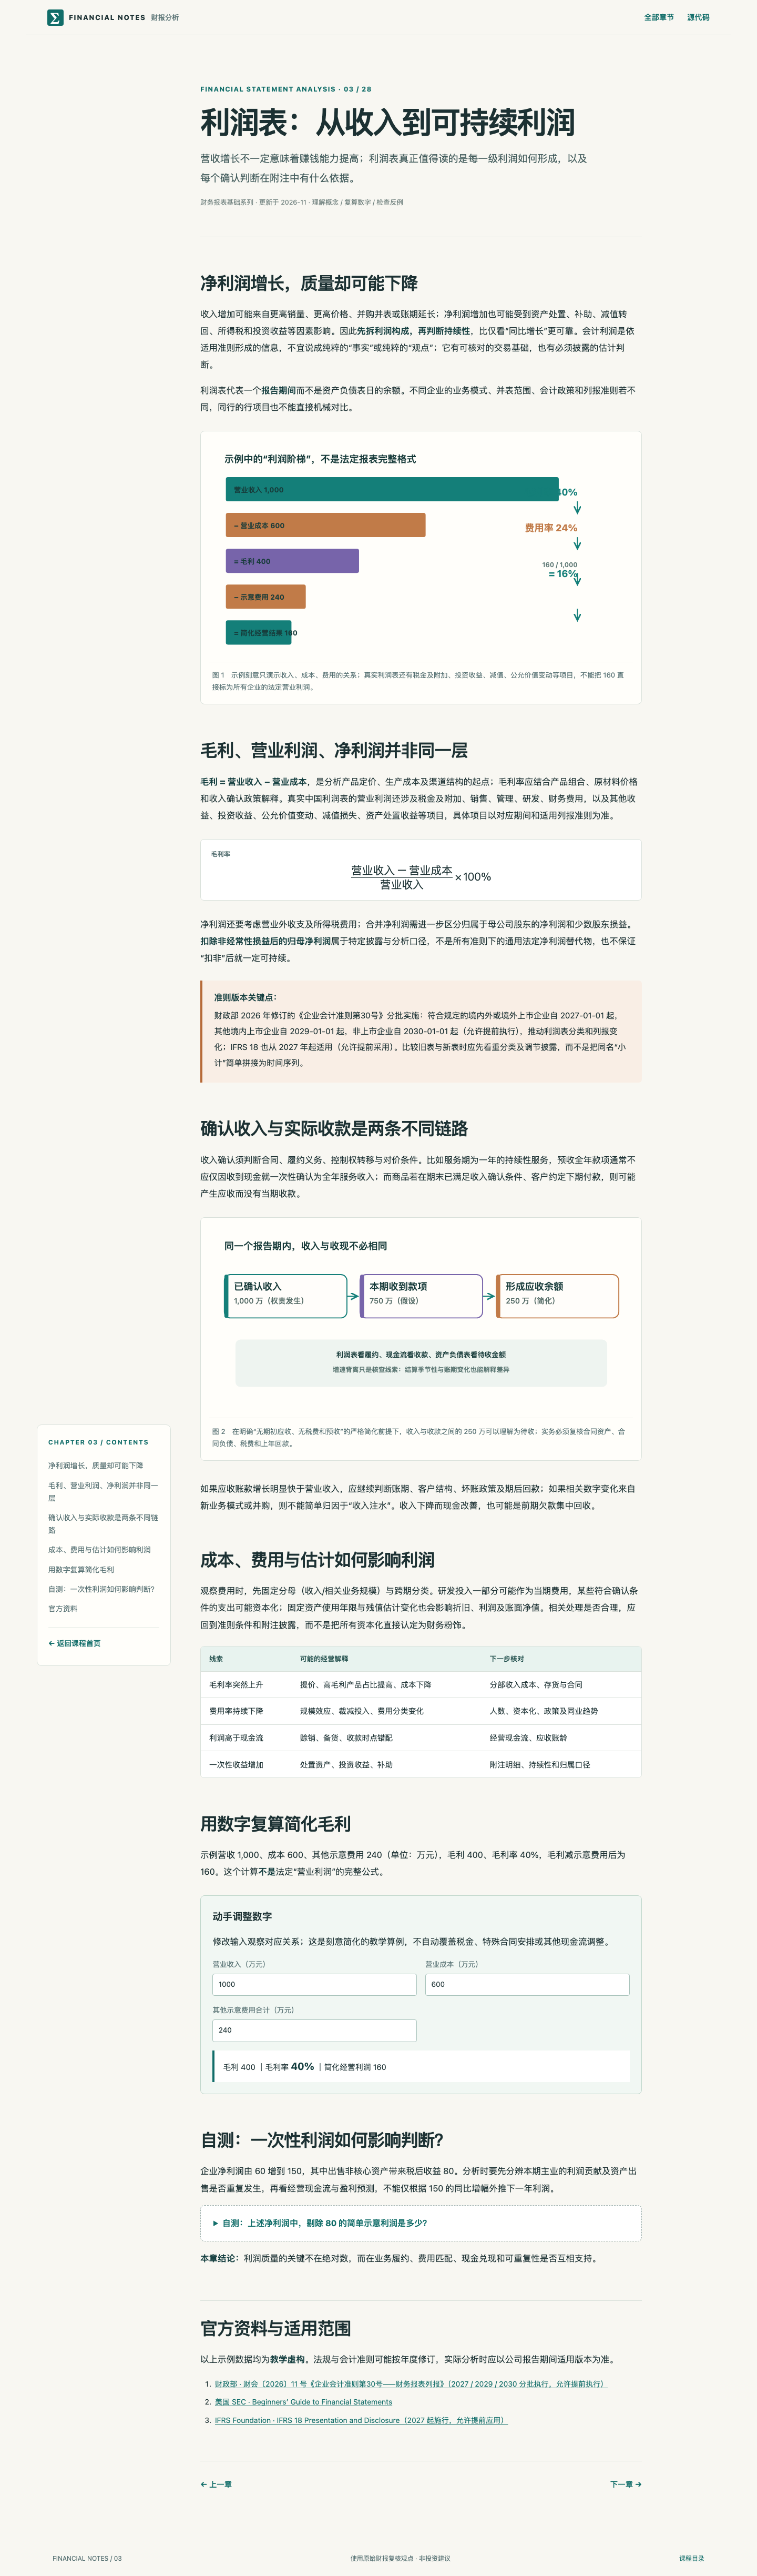 Σ FINANCIAL NOTES 财报分析
全部章节 源代码
FINANCIAL STATEMENT ANALYSIS · 03 / 28
利润表：从收入到可持续利润
营收增长不一定意味着赚钱能力提高；利润表真正值得读的是每一级利润如何形成，以及
每个确认判断在附注中有什么依据。
财务报表基础系列 · 更新于 2026-11 · 理解概念 / 复算数字 / 检查反例
净利润增长，质量却可能下降
收入增加可能来自更高销量、更高价格、并购并表或账期延长；净利润增加也可能受到资产处置、补助、减值转
回、所得税和投资收益等因素影响。因此先拆利润构成，再判断持续性，比仅看“同比增长”更可靠。会计利润是依
适用准则形成的信息，不宜说成纯粹的“事实”或纯粹的“观点”；它有可核对的交易基础，也有必须披露的估计判
断。
利润表代表一个报告期间而不是资产负债表日的余额。不同企业的业务模式、并表范围、会计政策和列报准则若不
同，同行的行项目也不能直接机械对比。
示例中的“利润阶梯”，不是法定报表完整格式
营业收入 1,000
0%
− 营业成本 600
费用率 24%
= 毛利 400
160 / 1,000
= 16%
− 示意费用 240
= 简化经营结果 160
图 1 示例刻意只演示收入、成本、费用的关系；真实利润表还有税金及附加、投资收益、减值、公允价值变动等项目，不能把 160 直
接标为所有企业的法定营业利润。
毛利、营业利润、净利润并非同一层
毛利 = 营业收入 − 营业成本，是分析产品定价、生产成本及渠道结构的起点；毛利率应结合产品组合、原材料价格
和收入确认政策解释。真实中国利润表的营业利润还涉及税金及附加、销售、管理、研发、财务费用，以及其他收
益、投资收益、公允价值变动、减值损失、资产处置收益等项目，具体项目以对应期间和适用列报准则为准。
毛利率
营业收入 − 营业成本
营业收入
×100%
净利润还要考虑营业外收支及所得税费用；合并净利润需进一步区分归属于母公司股东的净利润和少数股东损益。
扣除非经常性损益后的归母净利润属于特定披露与分析口径，不是所有准则下的通用法定净利润替代物，也不保证
“扣非”后就一定可持续。
准则版本关键点：
财政部 2026 年修订的《企业会计准则第30号》分批实施：符合规定的境内外或境外上市企业自 2027-01-01 起，
其他境内上市企业自 2029-01-01 起，非上市企业自 2030-01-01 起（允许提前执行），推动利润表分类和列报变
化；IFRS 18 也从 2027 年起适用（允许提前采用）。比较旧表与新表时应先看重分类及调节披露，而不是把同名“小
计”简单拼接为时间序列。
确认收入与实际收款是两条不同链路
收入确认须判断合同、履约义务、控制权转移与对价条件。比如服务期为一年的持续性服务，预收全年款项通常不
应仅因收到现金就一次性确认为全年服务收入；而商品若在期末已满足收入确认条件、客户约定下期付款，则可能
产生应收而没有当期收款。
同一个报告期内，收入与收现不必相同
已确认收入
1,000 万（权责发生）
本期收到款项
750 万（假设）
形成应收余额
250 万（简化）
利润表看履约、现金流看收款、资产负债表看待收金额
增速背离只是核查线索：结算季节性与账期变化也能解释差异
图 2 在明确“无期初应收、无税费和预收”的严格简化前提下，收入与收款之间的 250 万可以理解为待收；实务必须复核合同资产、合
同负债、税费和上年回款。
CHAPTER 03 / CONTENTS
净利润增长，质量却可能下降
毛利、营业利润、净利润并非同一
层
确认收入与实际收款是两条不同链
路
成本、费用与估计如何影响利润
用数字复算简化毛利
自测：一次性利润如何影响判断？
官方资料
← 返回课程首页
如果应收账款增长明显快于营业收入，应继续判断账期、客户结构、坏账政策及期后回款；如果相关数字变化来自
新业务模式或并购，则不能简单归因于“收入注水”。收入下降而现金改善，也可能是前期欠款集中回收。
成本、费用与估计如何影响利润
观察费用时，先固定分母（收入/相关业务规模）与跨期分类。研发投入一部分可能作为当期费用，某些符合确认条
件的支出可能资本化；固定资产使用年限与残值估计变化也会影响折旧、利润及账面净值。相关处理是否合理，应
回到准则条件和附注披露，而不是把所有资本化直接认定为财务粉饰。
线索 可能的经营解释 下一步核对
毛利率突然上升 提价、高毛利产品占比提高、成本下降 分部收入成本、存货与合同
费用率持续下降 规模效应、裁减投入、费用分类变化 人数、资本化、政策及同业趋势
利润高于现金流 赊销、备货、收款时点错配 经营现金流、应收账龄
一次性收益增加 处置资产、投资收益、补助 附注明细、持续性和归属口径
用数字复算简化毛利
示例营收 1,000、成本 600、其他示意费用 240（单位：万元），毛利 400、毛利率 40%，毛利减示意费用后为
160。这个计算不是法定“营业利润”的完整公式。
动手调整数字
修改输入观察对应关系；这是刻意简化的教学算例，不自动覆盖税金、特殊合同安排或其他现金流调整。
营业收入（万元） 营业成本（万元）
1000 600
其他示意费用合计（万元）
240
毛利 400 ｜毛利率 40% ｜简化经营利润 160
自测：一次性利润如何影响判断？
企业净利润由 60 增到 150，其中出售非核心资产带来税后收益 80。分析时要先分辨本期主业的利润贡献及资产出
售是否重复发生，再看经营现金流与盈利预测，不能仅根据 150 的同比增幅外推下一年利润。
▶ 自测：上述净利润中，剔除 80 的简单示意利润是多少？
本章结论：利润质量的关键不在绝对数，而在业务履约、费用匹配、现金兑现和可重复性是否互相支持。
官方资料与适用范围
以上示例数据均为教学虚构。法规与会计准则可能按年度修订，实际分析时应以公司报告期间适用版本为准。
1. 财政部 · 财会〔2026〕11 号《企业会计准则第30号——财务报表列报》（2027 / 2029 / 2030 分批执行，允许提前执行）
2. 美国 SEC · Beginners' Guide to Financial Statements
3. IFRS Foundation · IFRS 18 Presentation and Disclosure（2027 起施行，允许提前应用）
← 上一章 下一章 →
FINANCIAL NOTES / 03 使用原始财报复核观点 · 非投资建议 课程目录